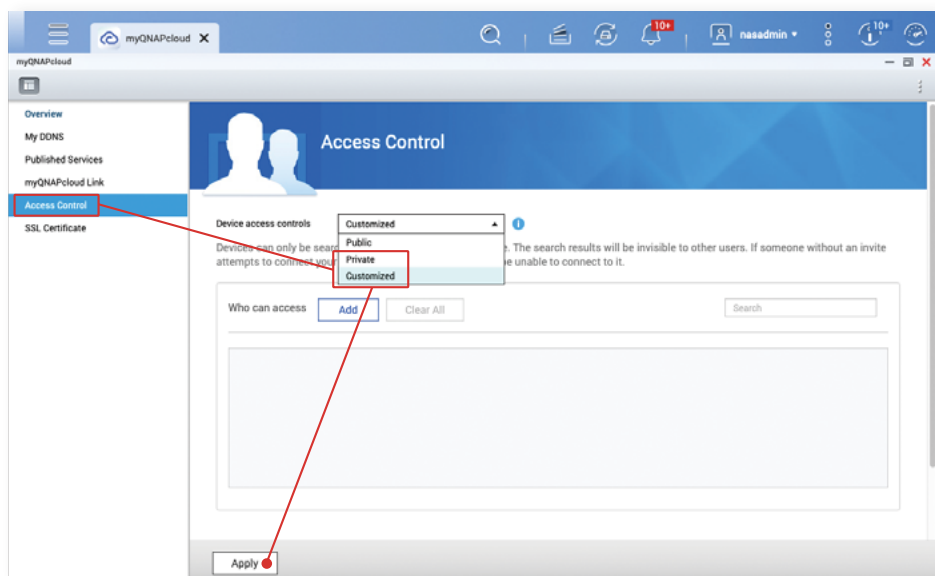 myQNAPcloud X
10+
nasadmin
10+
myQNAPcloud
Overview
My DDNS
Published Services
myQNAPcloud Link
Access Control
SSL Certificate
Access Control
Device access controls
Customized
Public
Private
Customized
Devices can only be sear e. The search results will be invisible to other users. If someone without an invite
attempts to connect your be unable to connect to it.
Who can access
Add
Clear All
Search
Apply